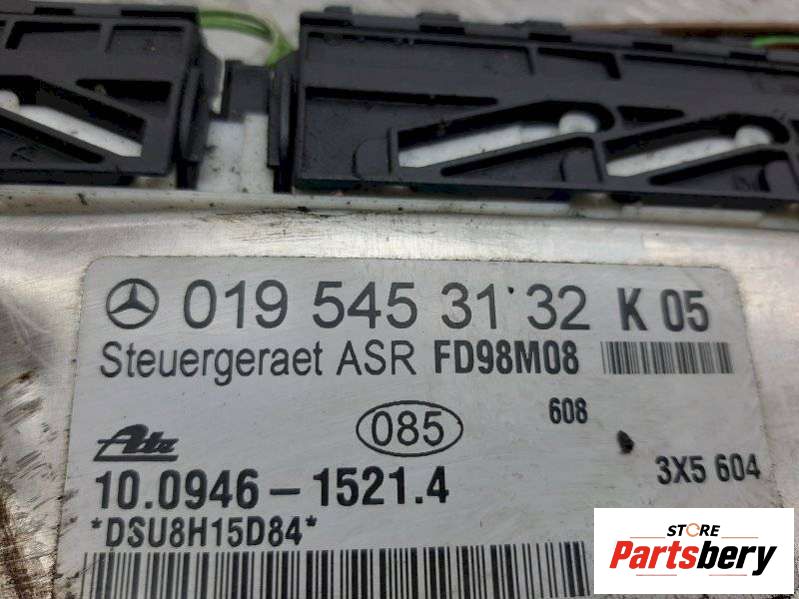 019 545 31 32 K 05
Steuergeraet ASR FD98M08
085 608
Ate 3X5 604
10.0946-1521.4
*DSU8H15D84*
STORE
Partsbery